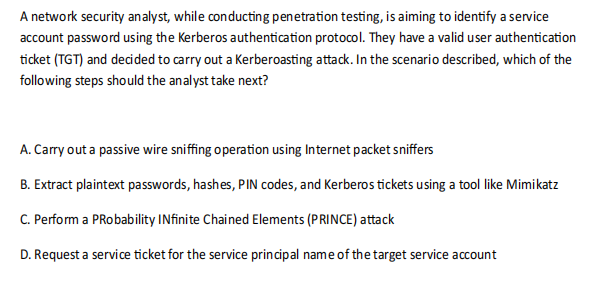 A network security analyst, while conducting penetration testing, is aiming to identify a service
account password using the Kerberos authentication protocol. They have a valid user authentication
ticket (TGT) and decided to carry out a Kerberoasting attack. In the scenario described, which of the
following steps should the analyst take next?
A. Carry out a passive wire sniffing operation using Internet packet sniffers
B. Extract plaintext passwords, hashes, PIN codes, and Kerberos tickets using a tool like Mimikatz
C. Perform a PRobability INfinite Chained Elements (PRINCE) attack
D. Request a service ticket for the service principal name of the target service account